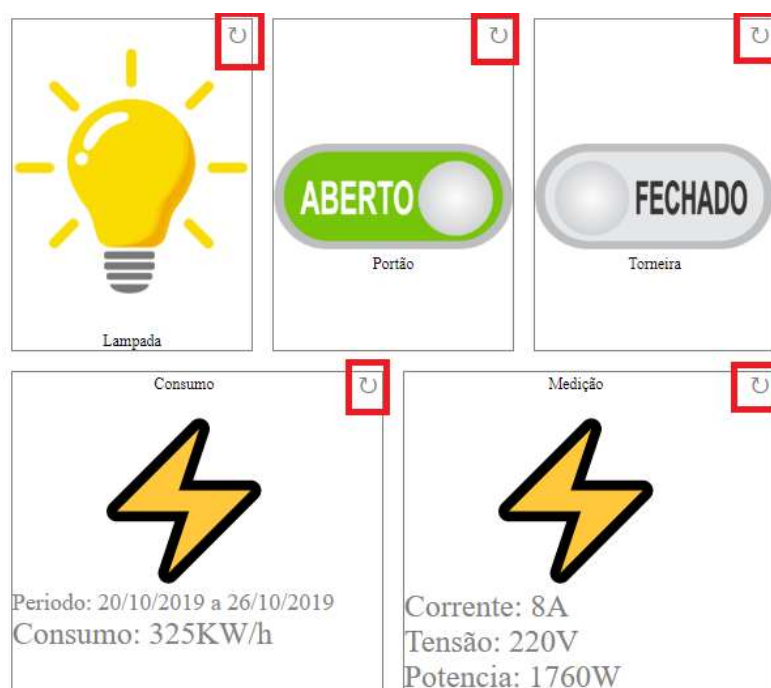 ABERTO
FECHADO
Portão
Torneira
Lampada
Consumo
Medição
Periodo: 20/10/2019 a 26/10/2019
Consumo: 325KW/h
Corrente: 8A
Tensão: 220V
Potencia: 1760W